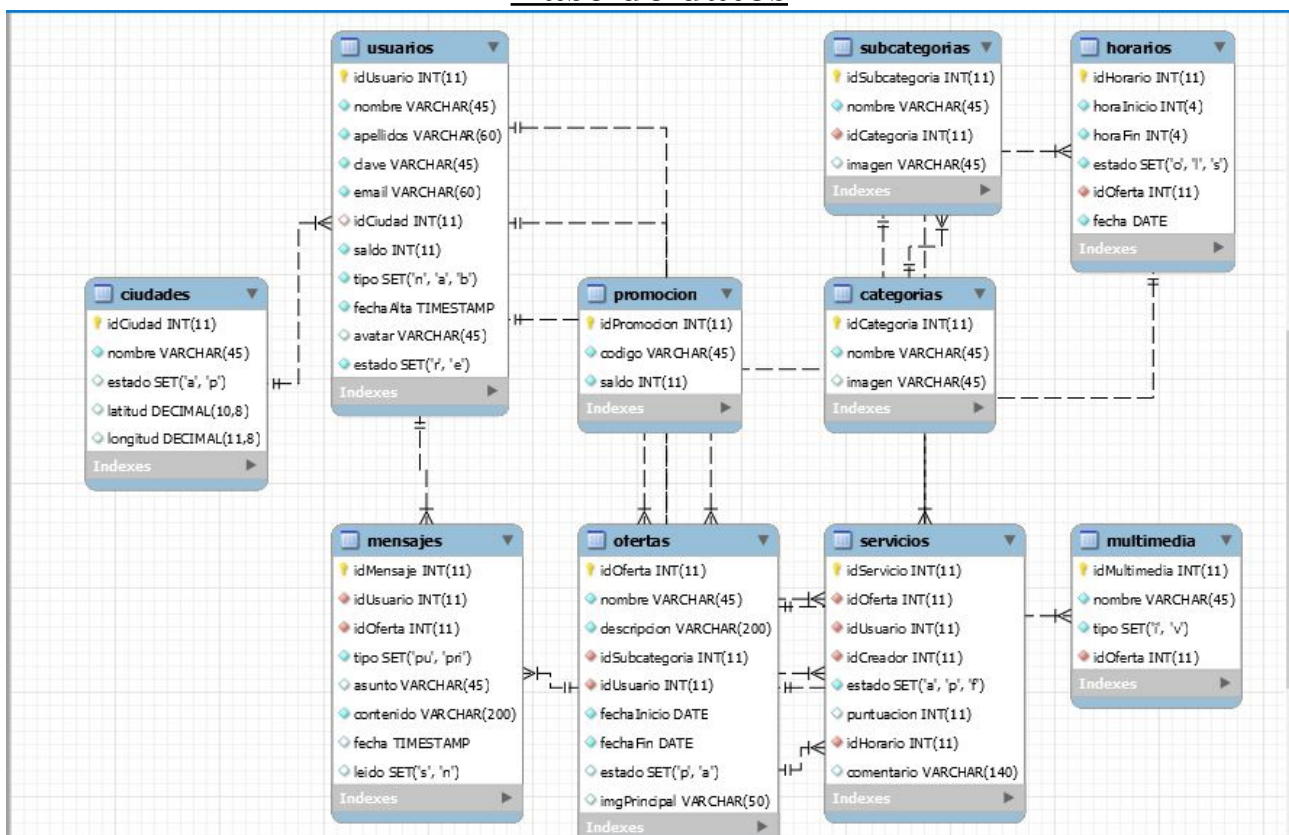 usuarios
idUsuario INT(11)
nombre VARCHAR(45)
apellidos VARCHAR(60)
clave VARCHAR(45)
email VARCHAR(60)
idCiudad INT(11)
saldo INT(11)
tipo SET('n', 'a', 'b')
fechaAlta TIMESTAMP
avatar VARCHAR(45)
estado SET('r', 'e')
Indexes
subcategorias
idSubcategoria INT(11)
nombre VARCHAR(45)
idCategoria INT(11)
imagen VARCHAR(45)
Indexes
horarios
idHorario INT(11)
horaInicio INT(4)
horaFin INT(4)
estado SET('o', 'l', 's')
idOferta INT(11)
fecha DATE
Indexes
ciudades
idCiudad INT(11)
nombre VARCHAR(45)
estado SET('a', 'p')
latitud DECIMAL(10,8)
longitud DECIMAL(11,8)
Indexes
promocion
idPromocion INT(11)
codigo VARCHAR(45)
saldo INT(11)
Indexes
categorias
idCategoria INT(11)
nombre VARCHAR(45)
imagen VARCHAR(45)
Indexes
mensajes
idMensaje INT(11)
idUsuario INT(11)
idOferta INT(11)
tipo SET('pu', 'pri')
asunto VARCHAR(45)
contenido VARCHAR(200)
fecha TIMESTAMP
leido SET('s', 'n')
Indexes
ofertas
idOferta INT(11)
nombre VARCHAR(45)
descripcion VARCHAR(200)
idSubcategoria INT(11)
idUsuario INT(11)
fechaInicio DATE
fechaFin DATE
estado SET('p', 'a')
imgPrincipal VARCHAR(50)
Indexes
servicios
idServicio INT(11)
idOferta INT(11)
idUsuario INT(11)
idCreador INT(11)
estado SET('a', 'p', 'f')
puntuacion INT(11)
idHorario INT(11)
comentario VARCHAR(140)
Indexes
multimedia
idMultimedia INT(11)
nombre VARCHAR(45)
tipo SET('i', 'v')
idOferta INT(11)
Indexes